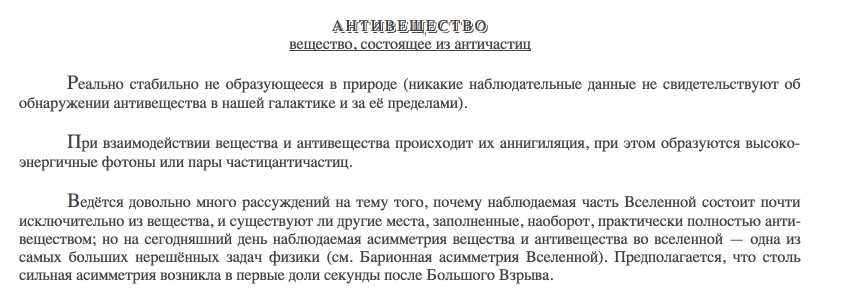 АНТИВЕЩЕСТВО
вещество, состоящее из античастиц
Реально стабильно не образующееся в природе (никакие наблюдательные данные не свидетельствуют об
обнаружении антивещества в нашей галактике и за её пределами).
При взаимодействии вещества и антивещества происходит их аннигиляция, при этом образуются высоко-
энергичные фотоны или пары частицантичастиц.
Ведётся довольно много рассуждений на тему того, почему наблюдаемая часть Вселенной состоит почти
исключительно из вещества, и существуют ли другие места, заполненные, наоборот, практически полностью анти-
веществом; но на сегодняшний день наблюдаемая асимметрия вещества и антивещества во вселенной — одна из
самых больших нерешённых задач физики (см. Барионная асимметрия Вселенной). Предполагается, что столь
сильная асимметрия возникла в первые доли секунды после Большого Взрыва.